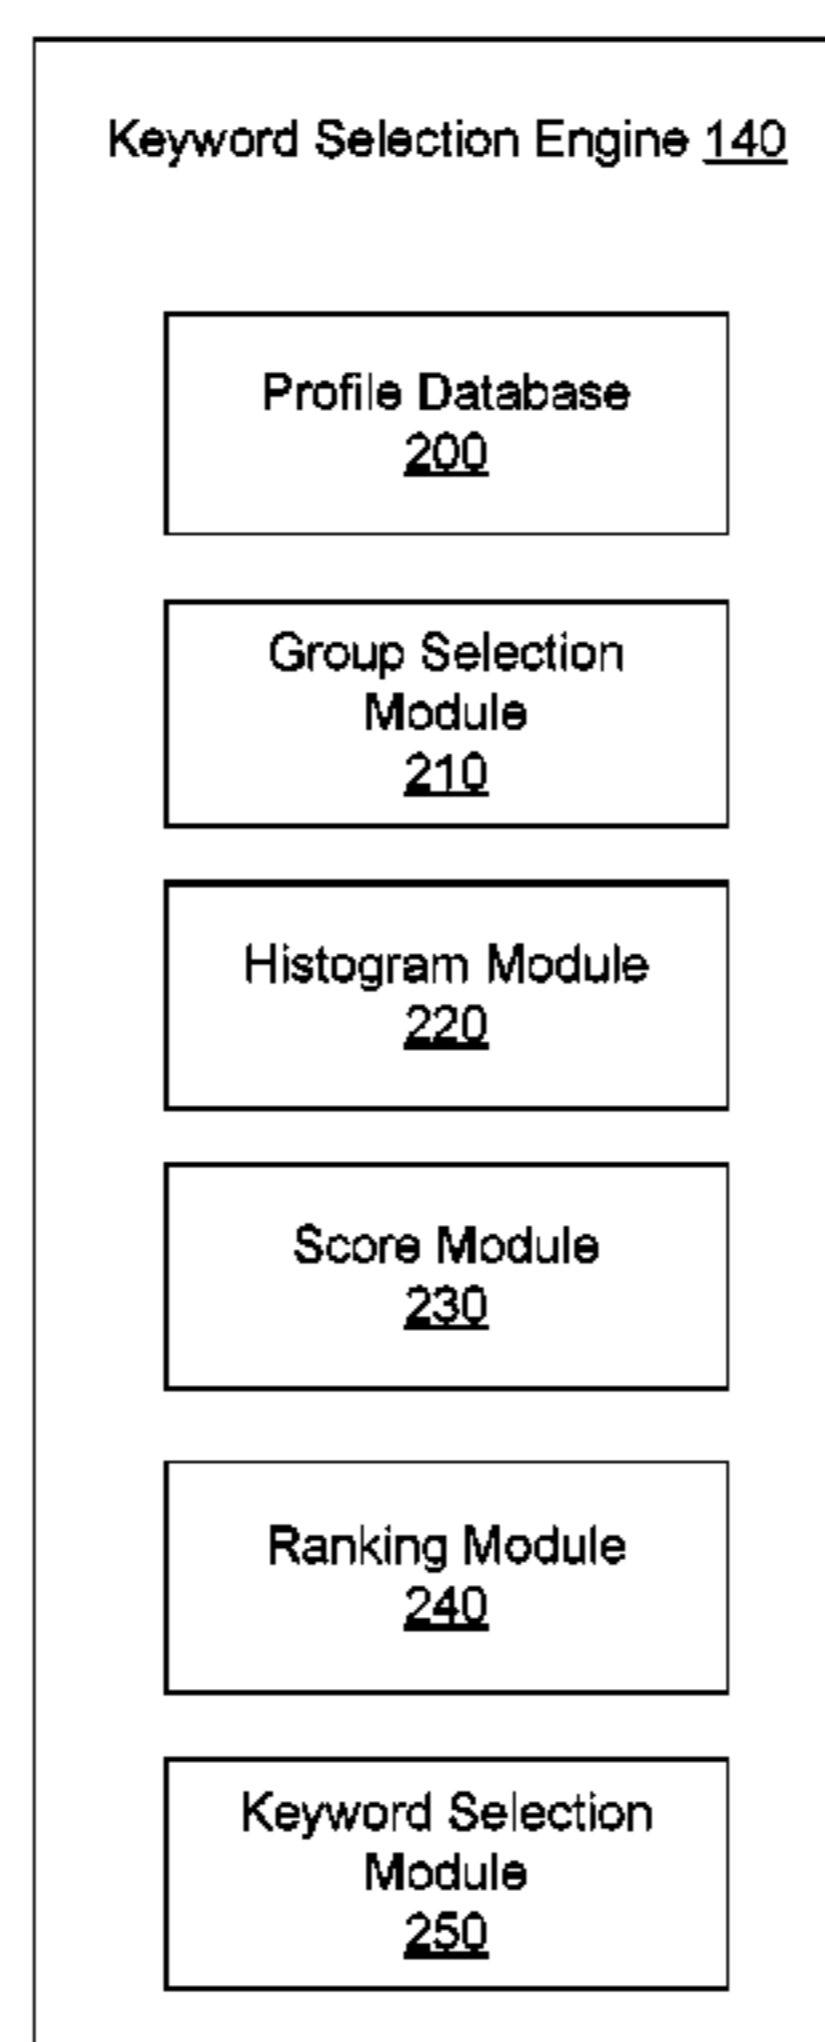 Keyword Selection Engine 140
Profile Database
200
Group Selection
Module
210
Histogram Module
220
Score Module
230
Ranking Module
240
Keyword Selection
Module
250